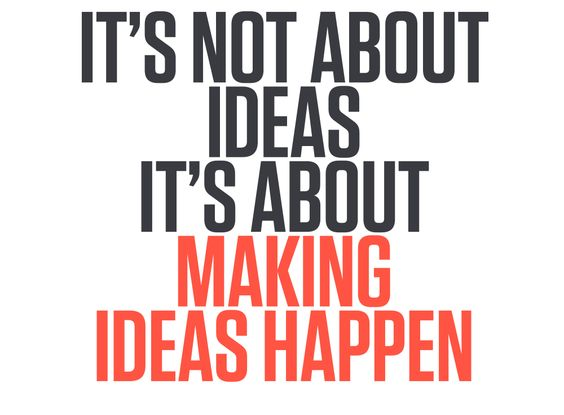 IT’S NOT ABOUT
IDEAS
IT’S ABOUT
MAKING
IDEAS HAPPEN